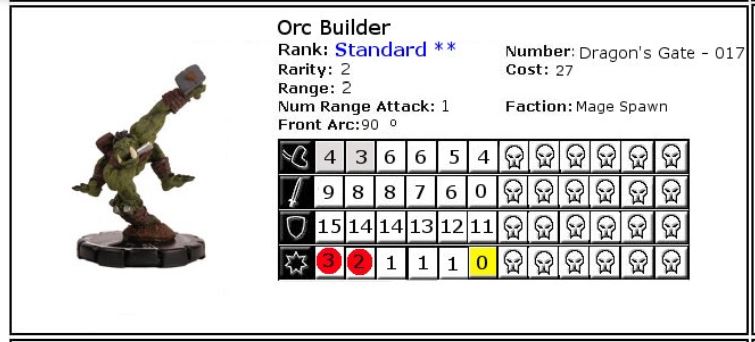 Orc Builder
Rank: Standard ** Number: Dragon's Gate - 017
Rarity: 2 Cost: 27
Range: 2
Num Range Attack: 1 Faction: Mage Spawn
Front Arc:90 º
4 3 6 6 5 4
9 8 8 7 6 0
15 14 14 13 12 11
3 2 1 1 1 0